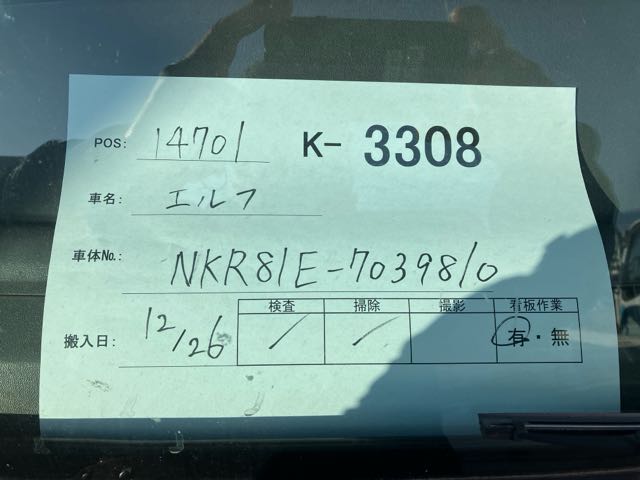 POS: 14701 K- 3308
車名: エルフ
車体No.: NKR81E-7039810
検査 掃除 撮影 看板作業
搬入日: 12/26 / / 有・無